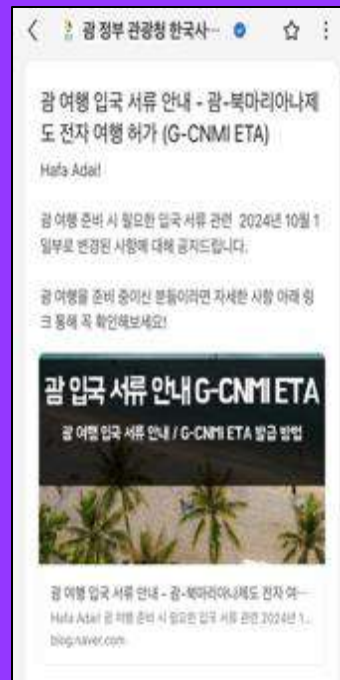 괌 정부 관광청 한국사…
괌 여행 입국 서류 안내 - 괌-북마리아나제
도 전자 여행 허가 (G-CNMI ETA)
Hafa Adai!
괌 여행 준비 시 필요한 입국 서류 관련 2024년 10월 1
일부로 변경된 사항에 대해 공지드립니다.
괌 여행을 준비 중이신 분들이라면 자세한 사항 아래 링
크 통해 꼭 확인해보세요!
괌 입국 서류 안내 G-CNMI ETA
괌 여행 입국 서류 안내 / G-CNMI ETA 발급 방법
괌 여행 입국 서류 안내 - 괌-북마리아나제도 전자 여…
Hafa Adai! 괌 여행 준비 시 필요한 입국 서류 관련 2024년 1...
blog.naver.com